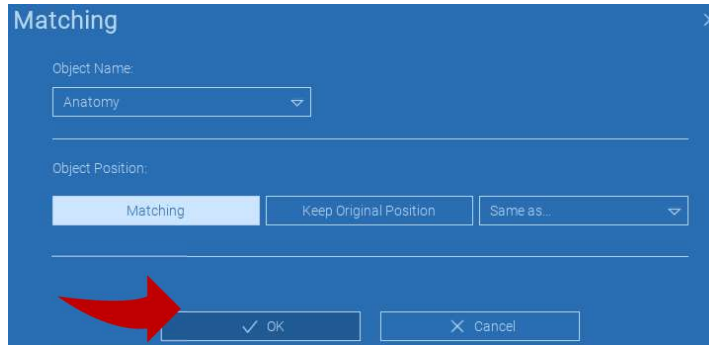 Matching
Object Name:
Anatomy
Object Position:
Matching Keep Original Position Same as...
OK Cancel